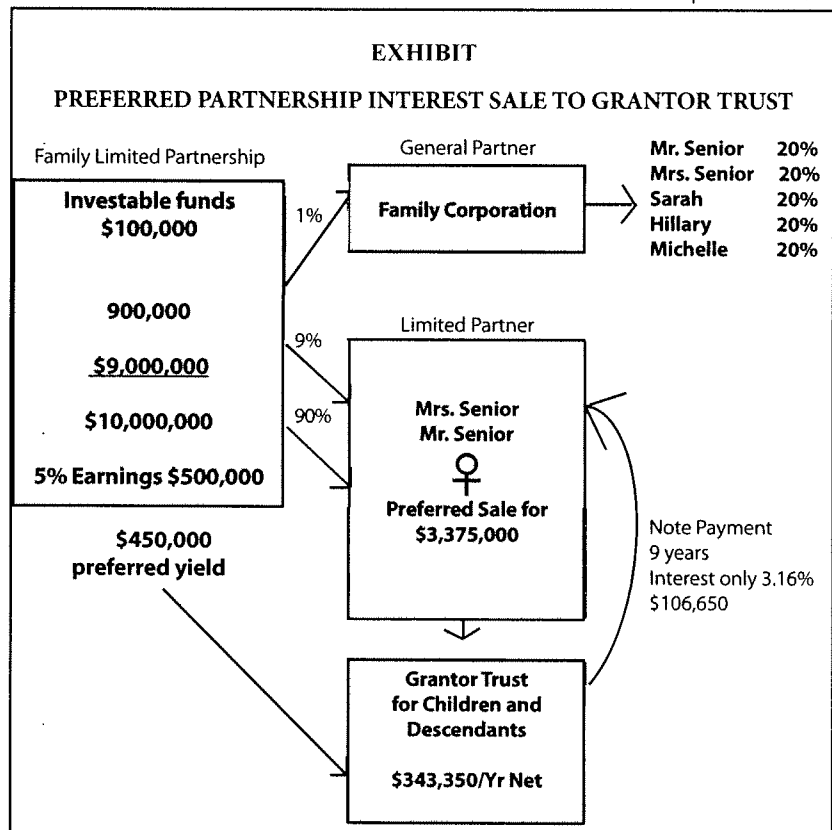 EXHIBIT
PREFERRED PARTNERSHIP INTEREST SALE TO GRANTOR TRUST
Family Limited Partnership
Investable funds
$100,000
900,000
$9,000,000
$10,000,000
5% Earnings $500,000
$450,000
preferred yield
1%
9%
90%
General Partner
Family Corporation
Mr. Senior 20%
Mrs. Senior 20%
Sarah 20%
Hillary 20%
Michelle 20%
Limited Partner
Mrs. Senior
Mr. Senior
Preferred Sale for
$3,375,000
Note Payment
9 years
Interest only 3.16%
$106,650
Grantor Trust
for Children and
Descendants
$343,350/Yr Net